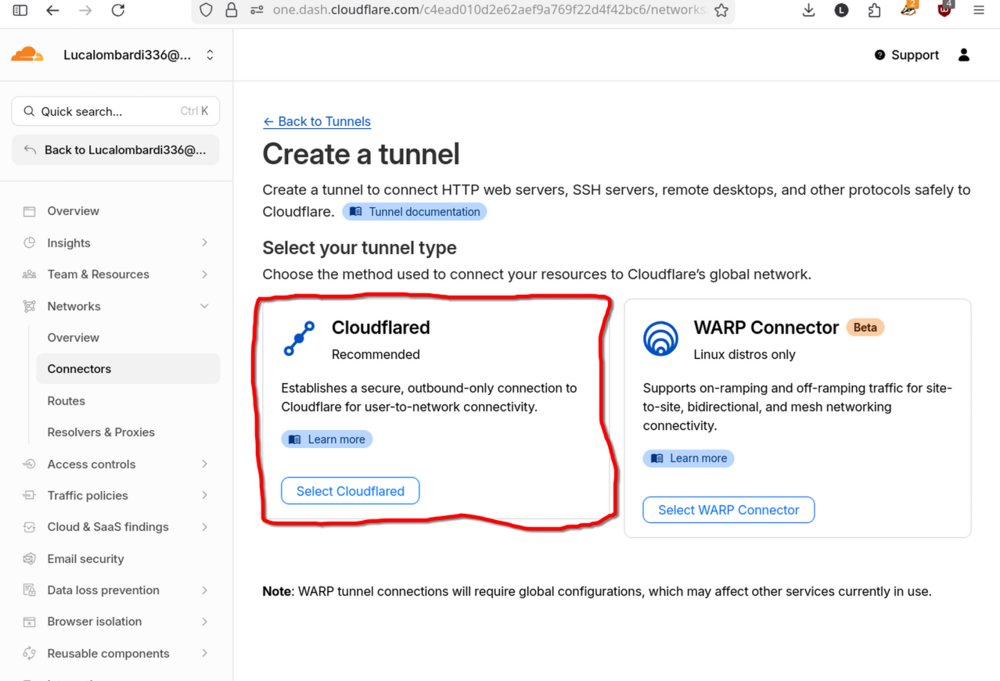 one.dash.cloudflare.com/c4ead010d2e62aef9a769f22d4f42bc6/networks
L
2
4
Lucalombardi336@...
Support
Quick search...
Ctrl K
Back to Lucalombardi336@...
Overview
Insights
Team & Resources
Networks
Overview
Connectors
Routes
Resolvers & Proxies
Access controls
Traffic policies
Cloud & SaaS findings
Email security
Data loss prevention
Browser isolation
Reusable components
← Back to Tunnels
Create a tunnel
Create a tunnel to connect HTTP web servers, SSH servers, remote desktops, and other protocols safely to
Cloudflare. Tunnel documentation
Select your tunnel type
Choose the method used to connect your resources to Cloudflare’s global network.
Cloudflared
Recommended
Establishes a secure, outbound-only connection to
Cloudflare for user-to-network connectivity.
Learn more
Select Cloudflared
WARP Connector Beta
Linux distros only
Supports on-ramping and off-ramping traffic for site-
to-site, bidirectional, and mesh networking
connectivity.
Learn more
Select WARP Connector
Note: WARP tunnel connections will require global configurations, which may affect other services currently in use.